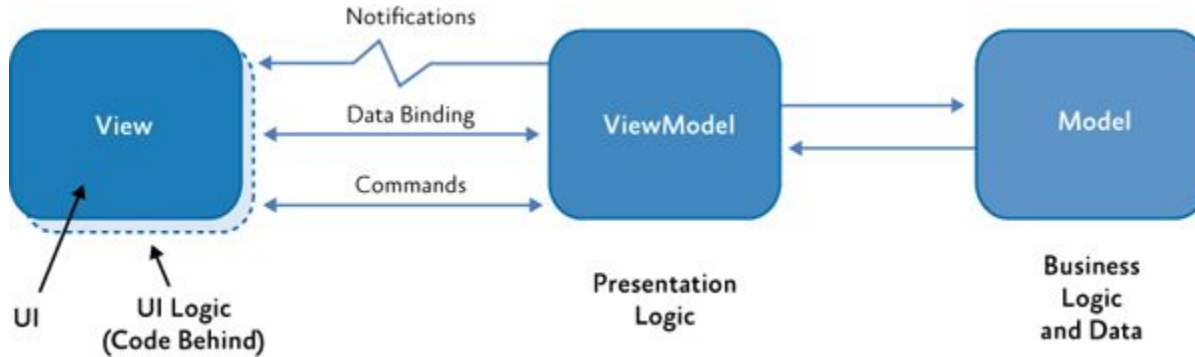 Notifications
View
Data Binding
ViewModel
Model
Commands
UI
UI Logic
(Code Behind)
Presentation
Logic
Business
Logic
and Data